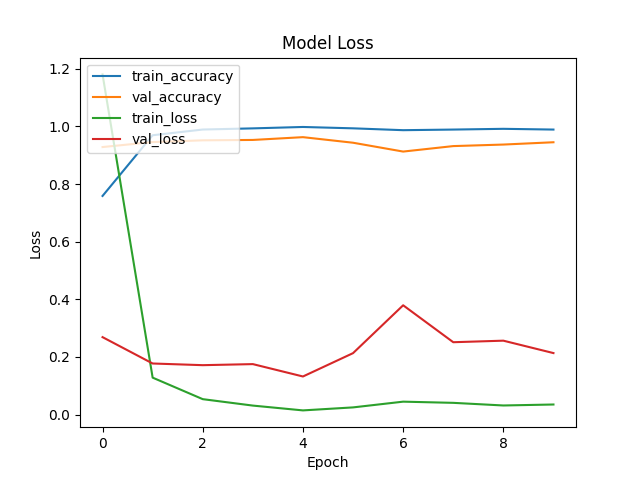 Model Loss
train_accuracy
val_accuracy
train_loss
val_loss
1.2
1.0
0.8
0.6
0.4
0.2
0.0
Loss
0 2 4 6 8
Epoch